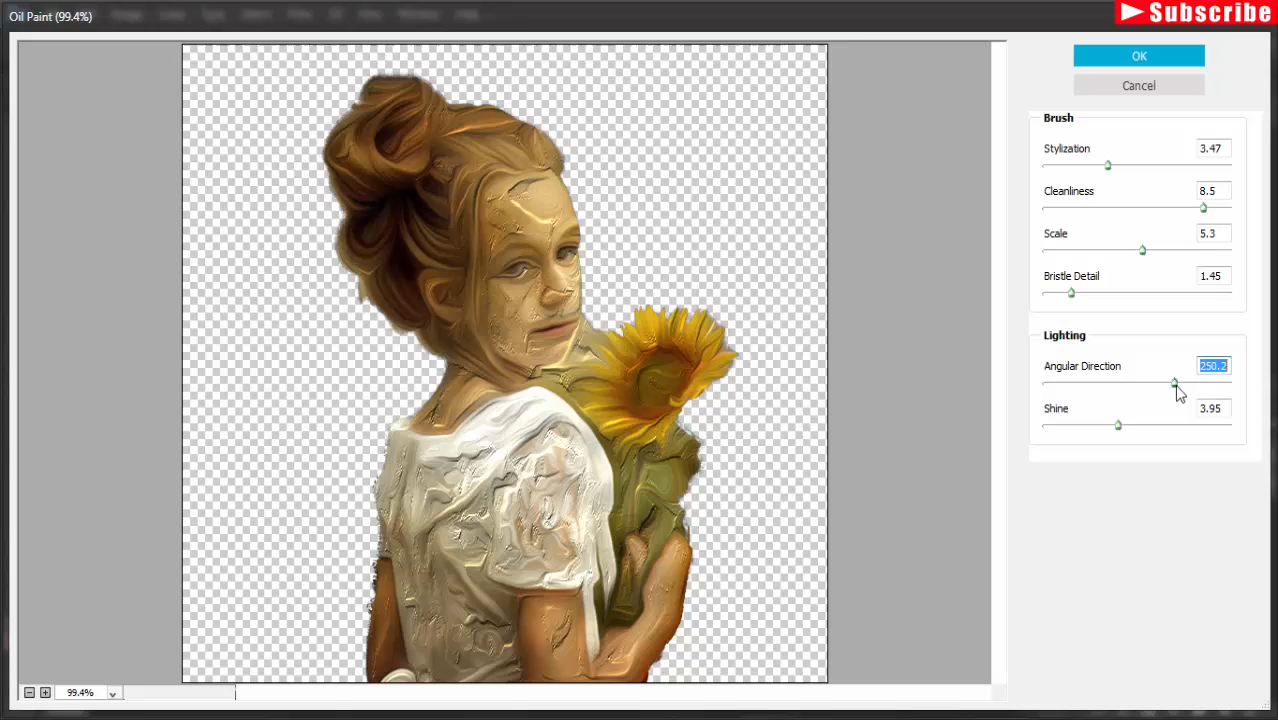 Oil Paint (99.4%)
Subscribe
OK
Cancel
Brush
Stylization 3.47
Cleanliness 8.5
Scale 5.3
Bristle Detail 1.45
Lighting
Angular Direction 250.2
Shine 3.95
99.4%